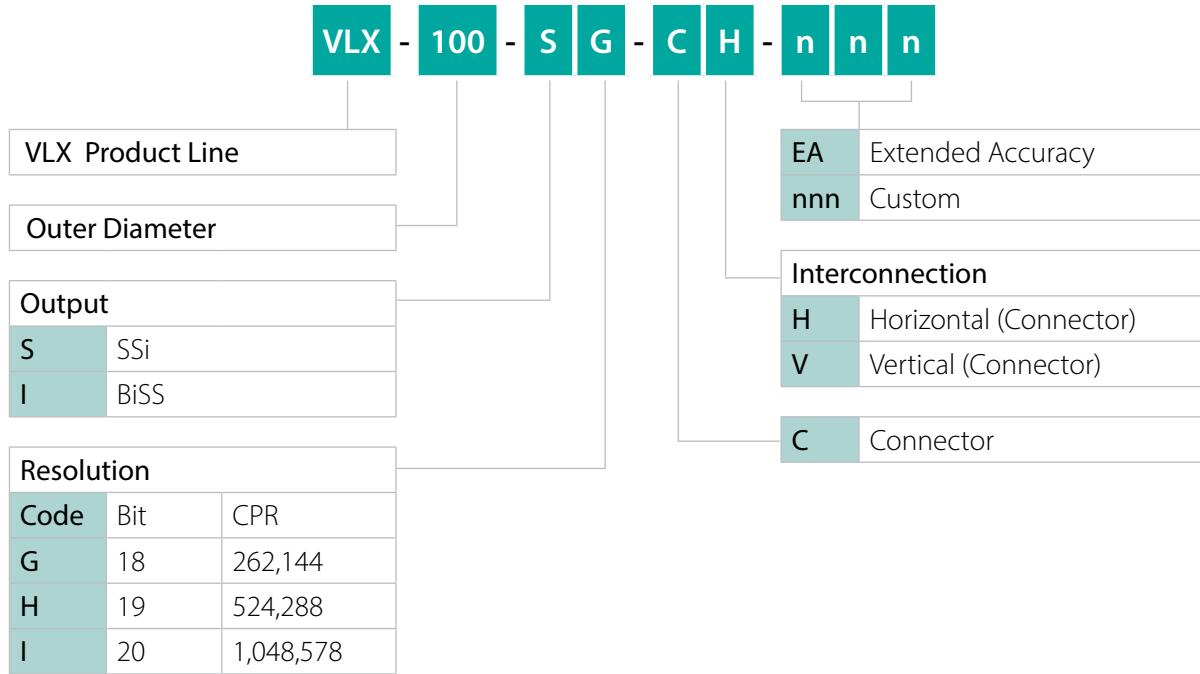 VLX - 100 - S G - C H - n n n
VLX Product Line
Outer Diameter
Output
S SSi
I BiSS
Resolution
Code Bit CPR
G 18 262,144
H 19 524,288
I 20 1,048,578
EA Extended Accuracy
nnn Custom
Interconnection
H Horizontal (Connector)
V Vertical (Connector)
C Connector